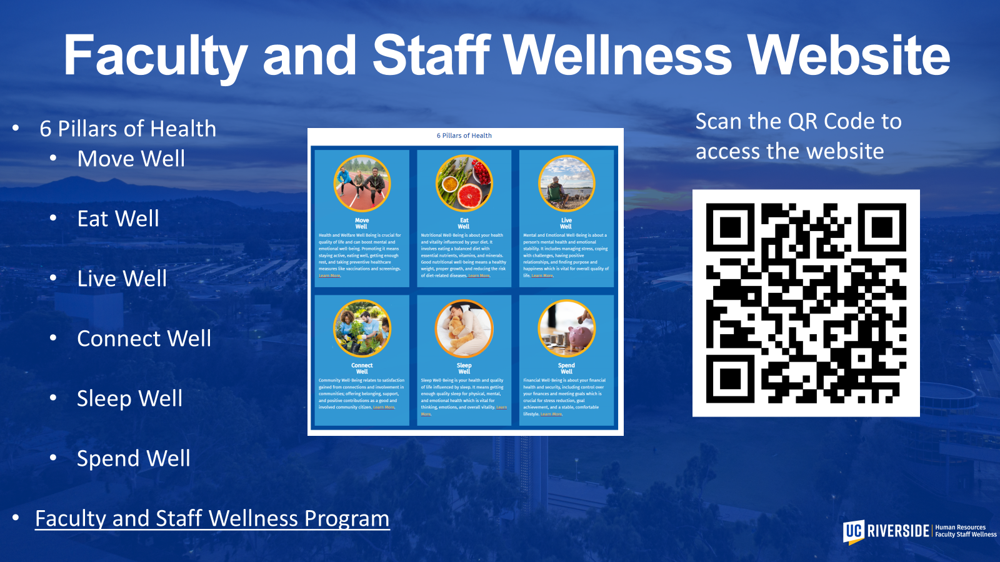 Faculty and Staff Wellness Website
• 6 Pillars of Health
• Move Well
• Eat Well
• Live Well
• Connect Well
• Sleep Well
• Spend Well
• Faculty and Staff Wellness Program
6 Pillars of Health
Move
Well
Health and Welfare Well Being is crucial for
quality of life and can boost mental and
emotional well-being. Promoting it means
staying active, eating well, getting enough
rest, and taking preventive healthcare
measures like vaccinations and screenings.
Learn More.
Eat
Well
Nutritional Well-Being is about your health
and vitality influenced by your diet. It
involves eating a balanced diet with
essential nutrients, vitamins, and minerals.
Good nutritional well-being means a healthy
weight, proper growth, and reducing the risk
of diet-related diseases. Learn More.
Live
Well
Mental and Emotional Well-Being is about a
person's mental health and emotional
stability. It includes managing stress, coping
with challenges, having positive
relationships, and finding purpose and
happiness which is vital for overall quality of
life. Learn More.
Connect
Well
Community Well-Being relates to satisfaction
gained from connections and involvement in
communities; offering belonging, support,
and positive contributions as a good and
involved community citizen. Learn More.
Sleep
Well
Sleep Well-Being is your health and quality
of life influenced by sleep. It means getting
enough quality sleep for physical, mental,
and emotional health which is vital for
thinking, emotions, and overall vitality. Learn
More.
Spend
Well
Financial Well-Being is about your financial
health and security, including control over
your finances and meeting goals which is
crucial for stress reduction, goal
achievement, and a stable, comfortable
lifestyle. Learn More.
Scan the QR Code to
access the website
UC RIVERSIDE
Human Resources
Faculty Staff Wellness